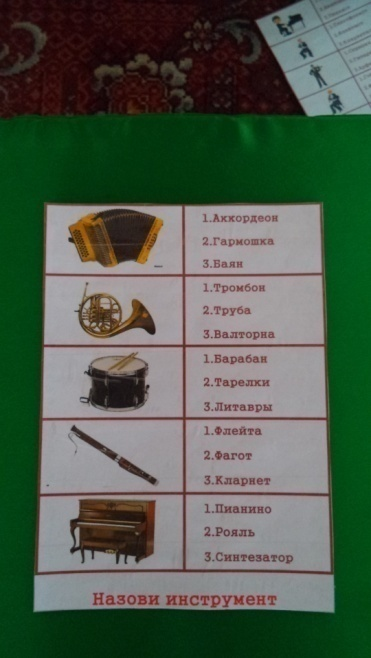 1.Аккордеон
2.Гармошка
3.Баян
1.Тромбон
2.Труба
3.Валторна
1.Барабан
2.Тарелки
3.Литавры
1.Флейта
2.Фагот
3.Кларнет
1.Пианино
2.Рояль
3.Синтезатор
Назови инструмент